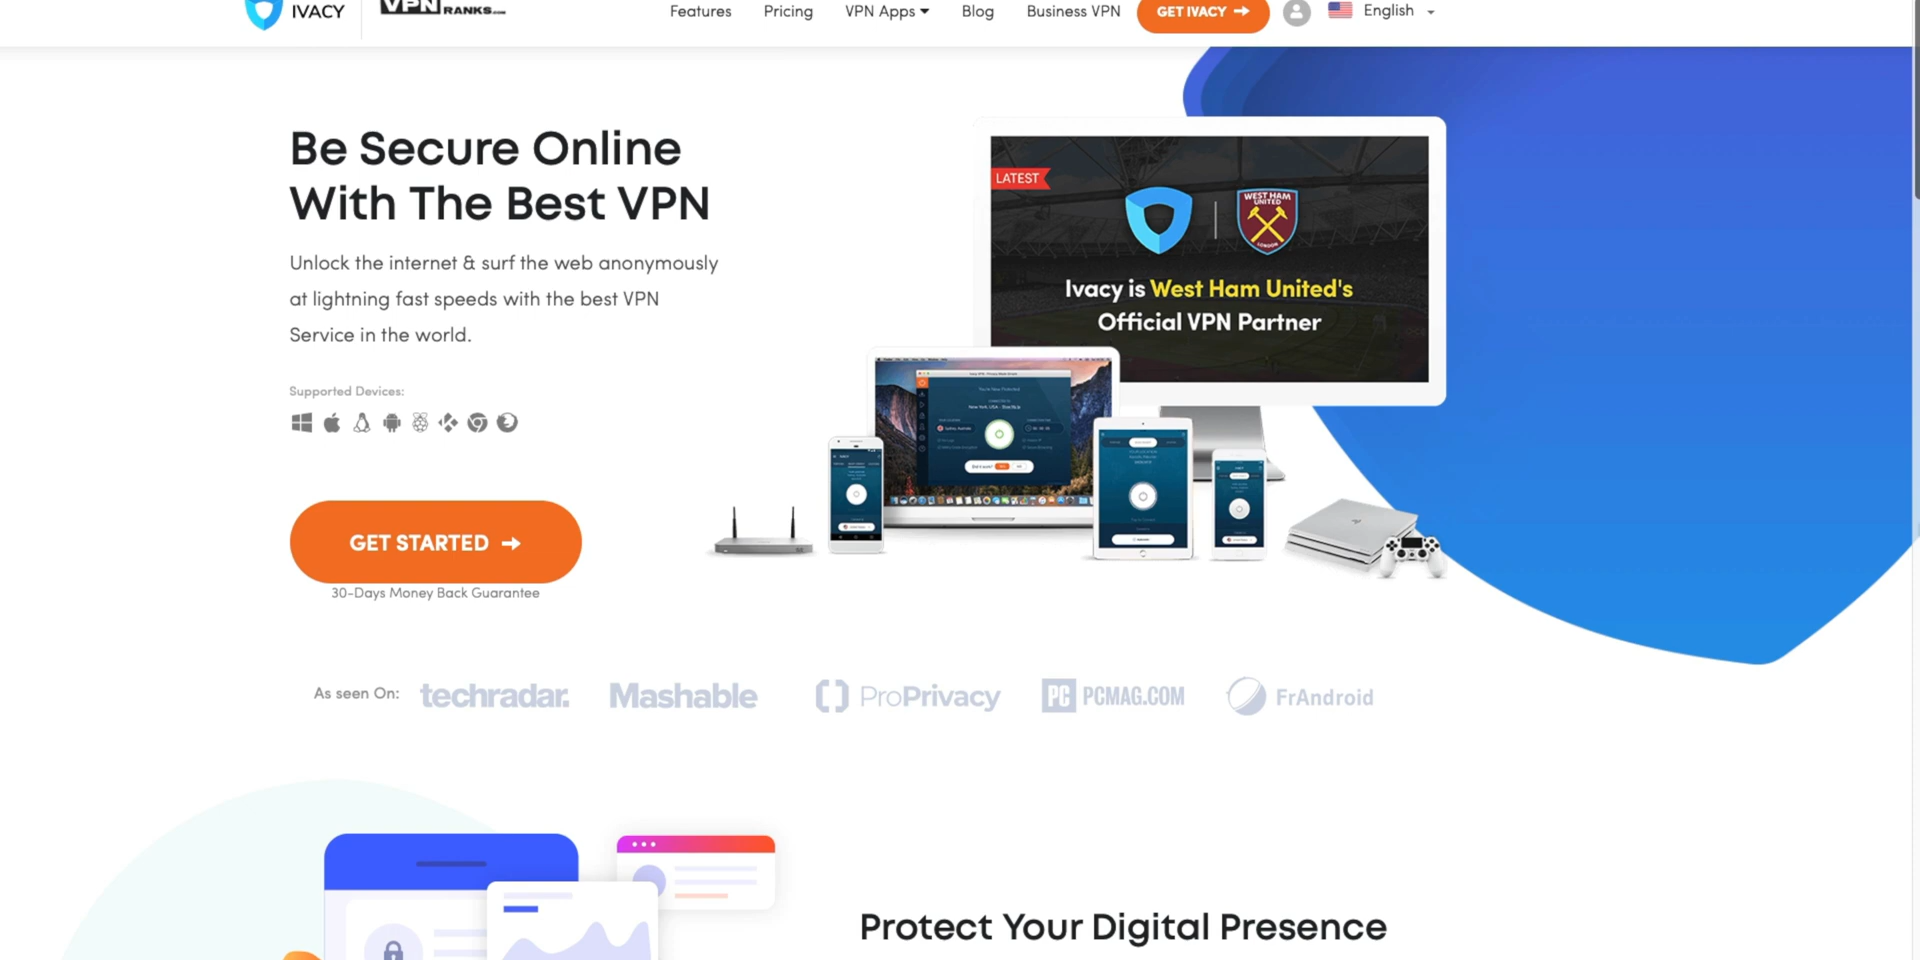 IVACY
VPN RANKS.COM
Features
Pricing
VPN Apps
Blog
Business VPN
GET IVACY
English
Be Secure Online
With The Best VPN
Unlock the internet & surf the web anonymously
at lightning fast speeds with the best VPN
Service in the world.
Supported Devices:
GET STARTED
30-Days Money Back Guarantee
LATEST
WEST HAM
UNITED
LONDON
Ivacy is West Ham United's
Official VPN Partner
As seen On:
techradar.
Mashable
ProPrivacy
PC
PCMAG.COM
FrAndroid
Protect Your Digital Presence